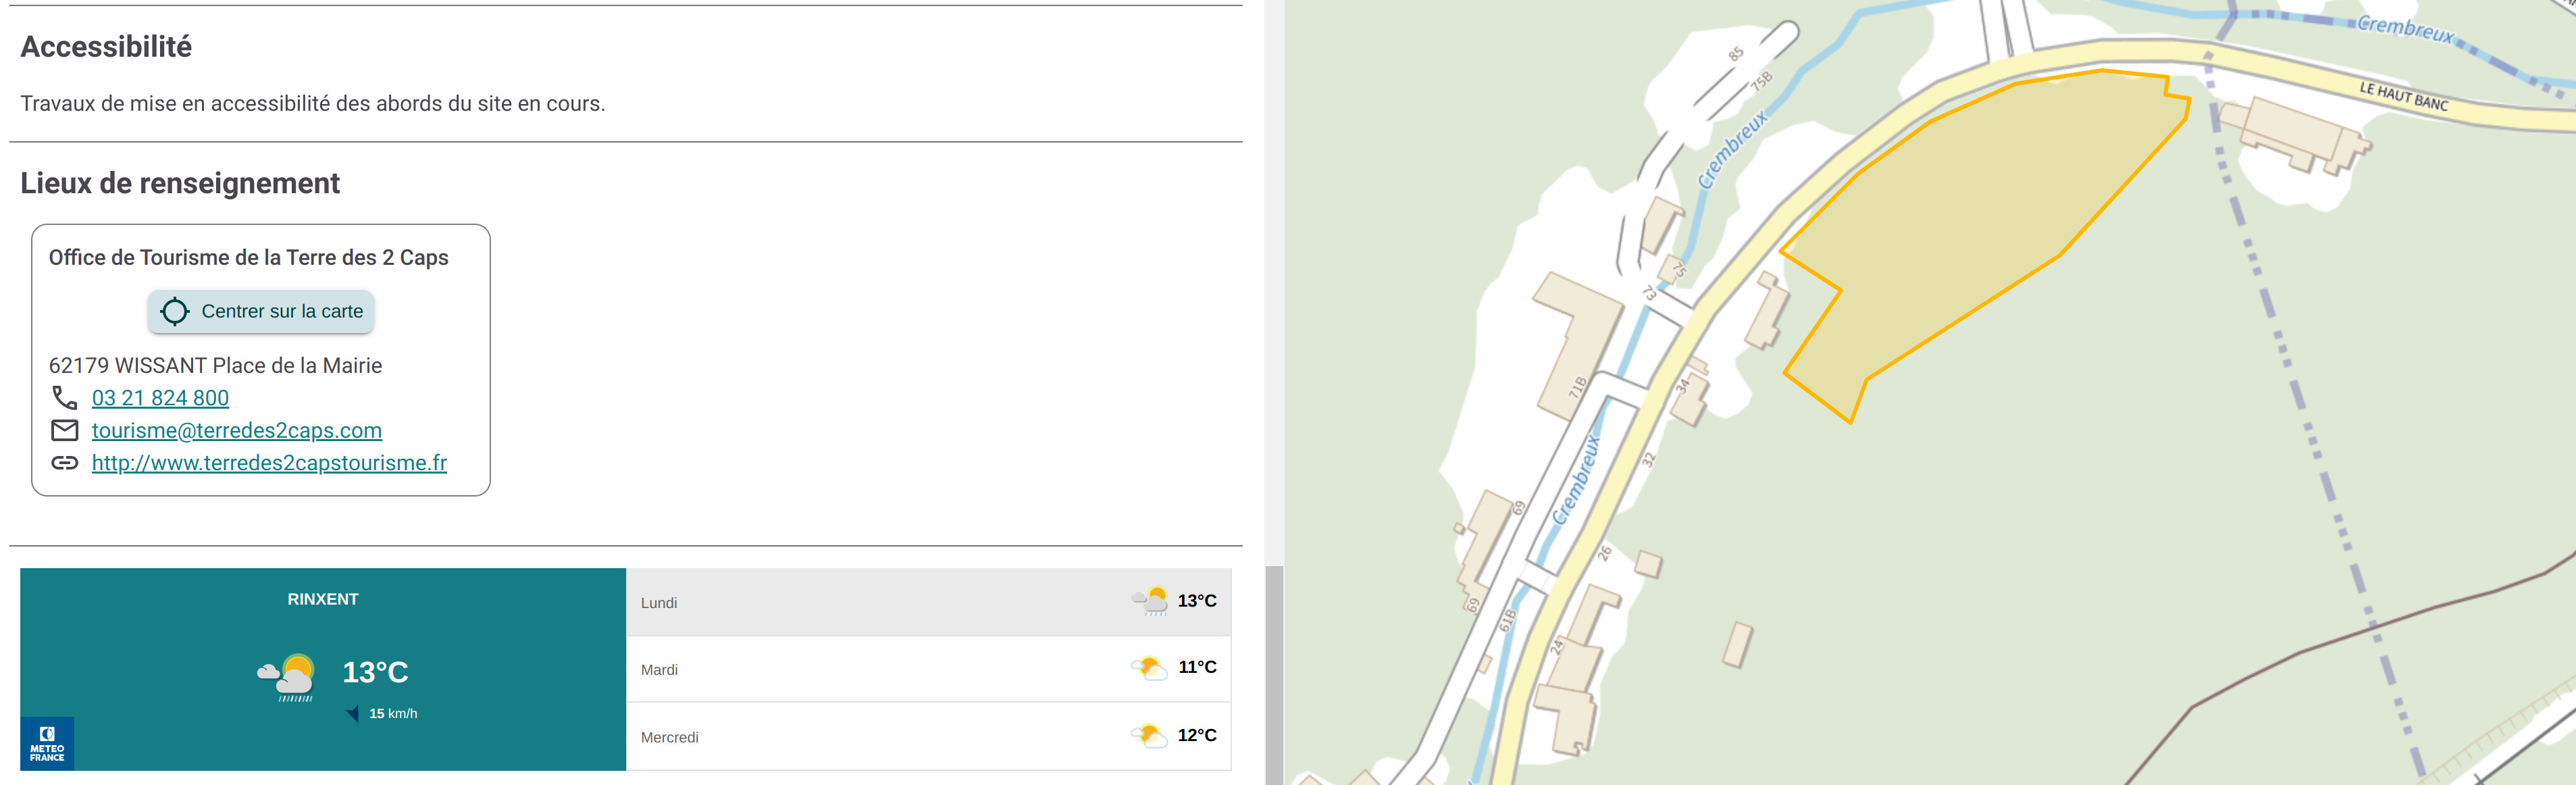 Accessibilité
Travaux de mise en accessibilité des abords du site en cours.
Lieux de renseignement
Office de Tourisme de la Terre des 2 Caps
Centrer sur la carte
62179 WISSANT Place de la Mairie
03 21 824 800
tourisme@terredes2caps.com
http://www.terredes2capstourisme.fr
RINXENT
13°C
15 km/h
METEO
FRANCE
Lundi 13°C
Mardi 11°C
Mercredi 12°C
Crembreux
LE HAUT BANC
85
75B
Crembreux
75
73
71B
34
32
Crembreux
69
26
69
61B
24